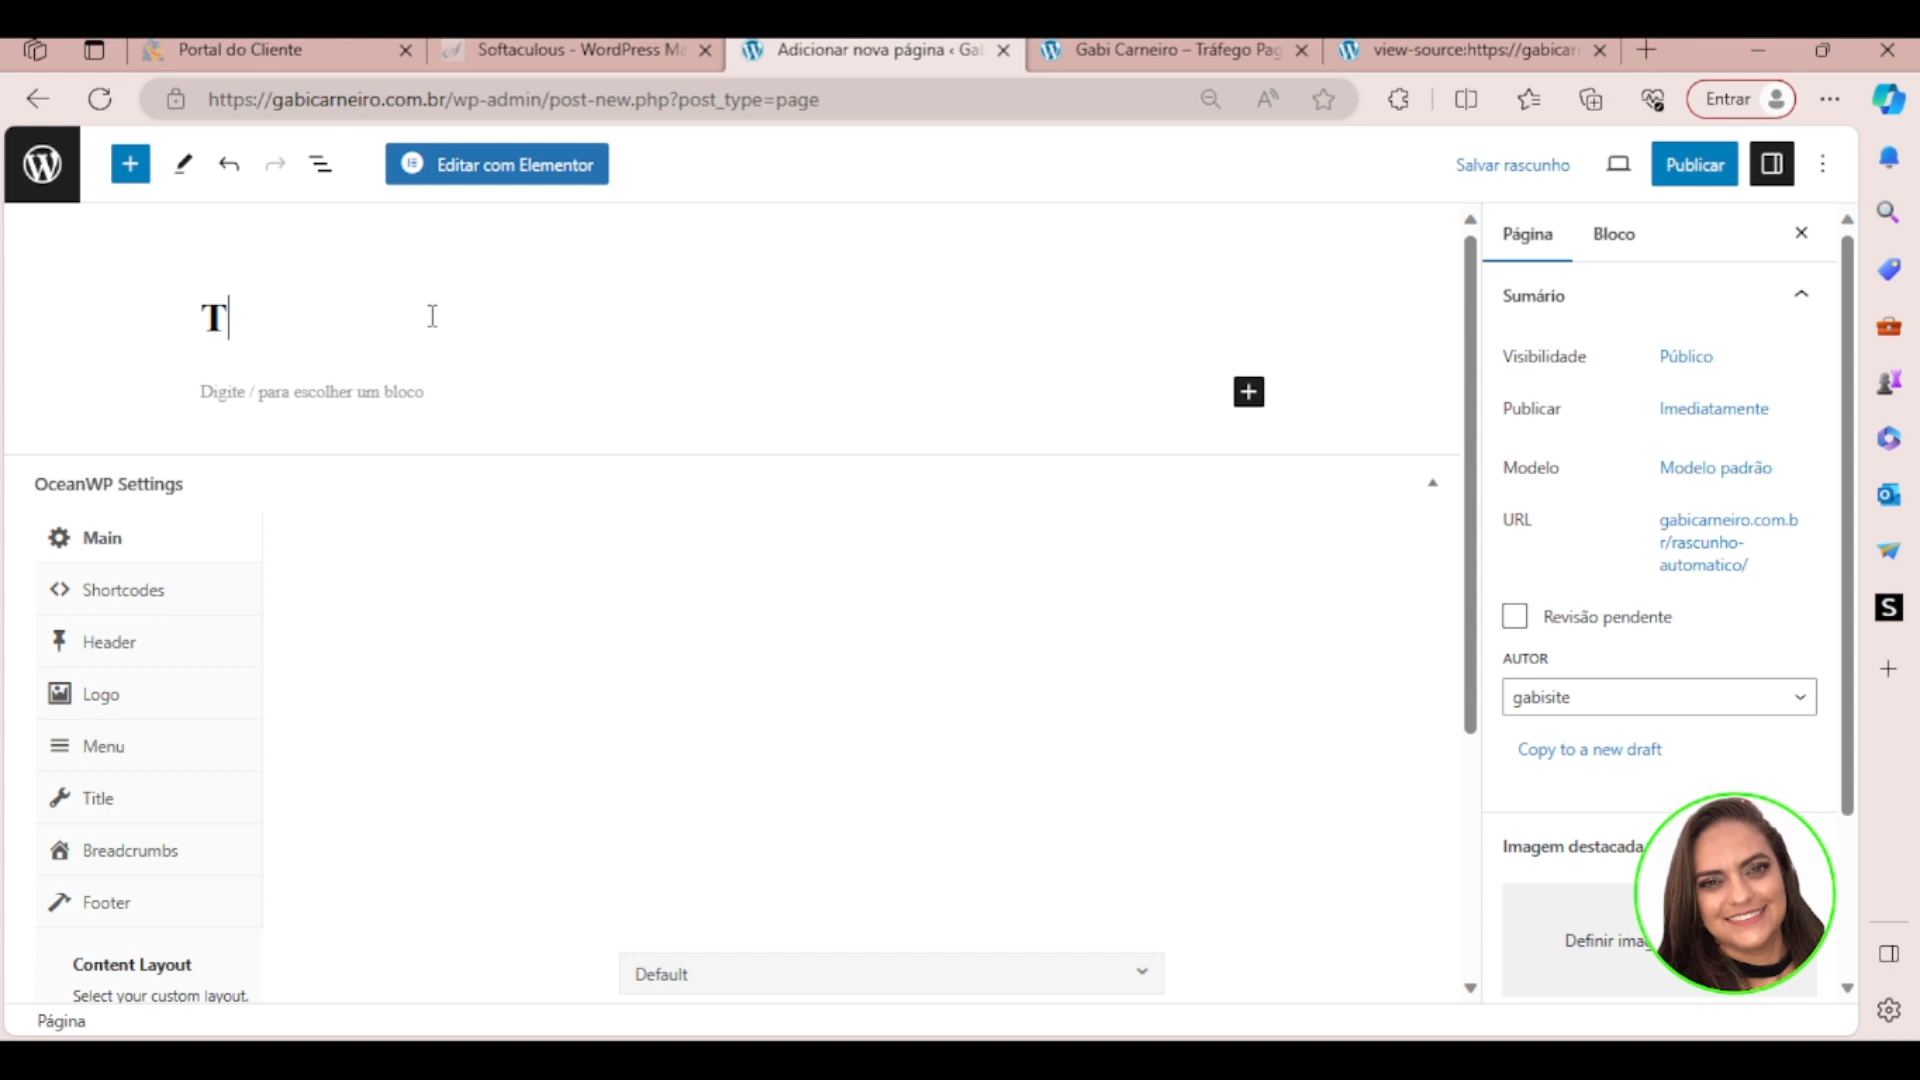 Portal do Cliente
Softaculous - WordPress Ma
Adicionar nova página ‹ Gab
Gabi Carneiro – Tráfego Pag
view-source:https://gabicarn
https://gabicarneiro.com.br/wp-admin/post-new.php?post_type=page
Entrar
Editar com Elementor
Salvar rascunho
Publicar
T
Digite / para escolher um bloco
OceanWP Settings
Main
Shortcodes
Header
Logo
Menu
Title
Breadcrumbs
Footer
Content Layout
Select your custom layout.
Default
Página
Página
Bloco
Sumário
Visibilidade
Público
Publicar
Imediatamente
Modelo
Modelo padrão
URL
gabicarneiro.com.b
r/rascunho-
automatico/
Revisão pendente
AUTOR
gabisite
Copy to a new draft
Imagem destacada
Definir imag